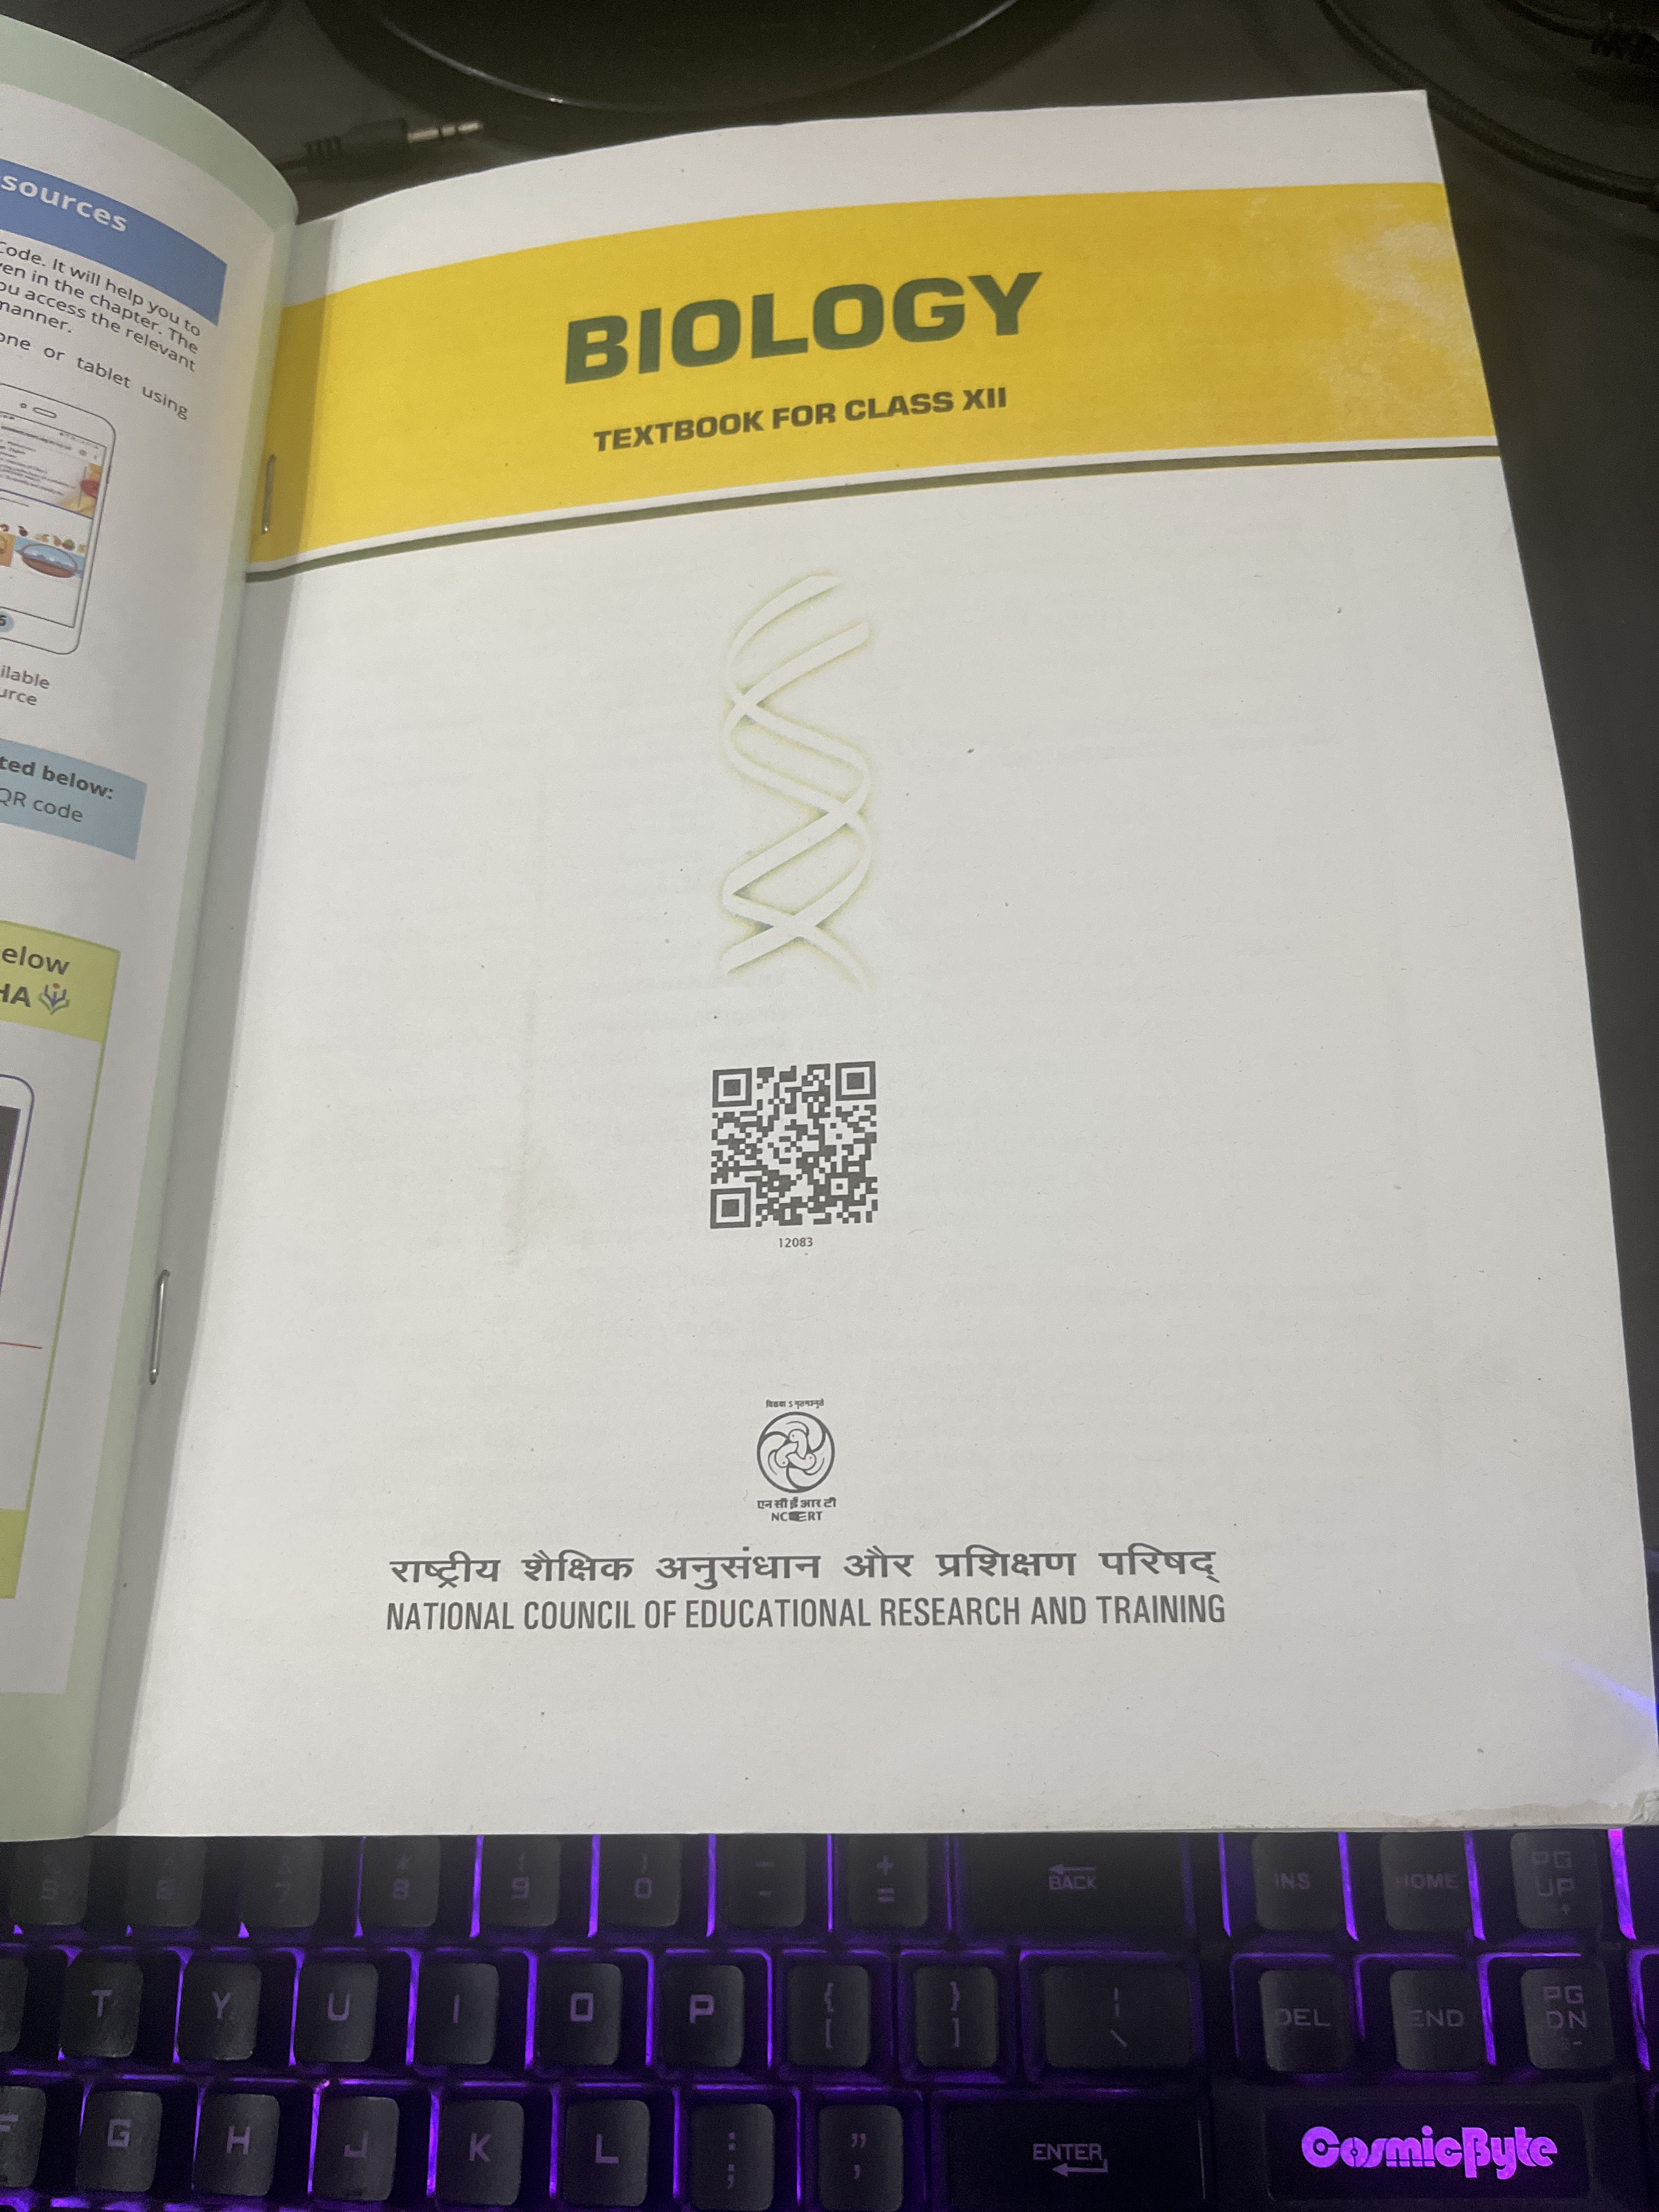 sources
Code. It will help you to
en in the chapter. The
ou access the relevant
manner.
one or tablet using
ilable
urce
ted below:
QR code
elow
HA
BIOLOGY
TEXTBOOK FOR CLASS XII
12083
एन सी ई आर टी
NCERT
राष्ट्रीय शैक्षिक अनुसंधान और प्रशिक्षण परिषद्
NATIONAL COUNCIL OF EDUCATIONAL RESEARCH AND TRAINING
5 6 7 * 8 ( 9 ) 0 - + = BACK INS HOME PG UP +
T Y U I O P { [ } ] \ DEL END PG DN -
F G H J K L : ; " , ENTER
CosmicByte